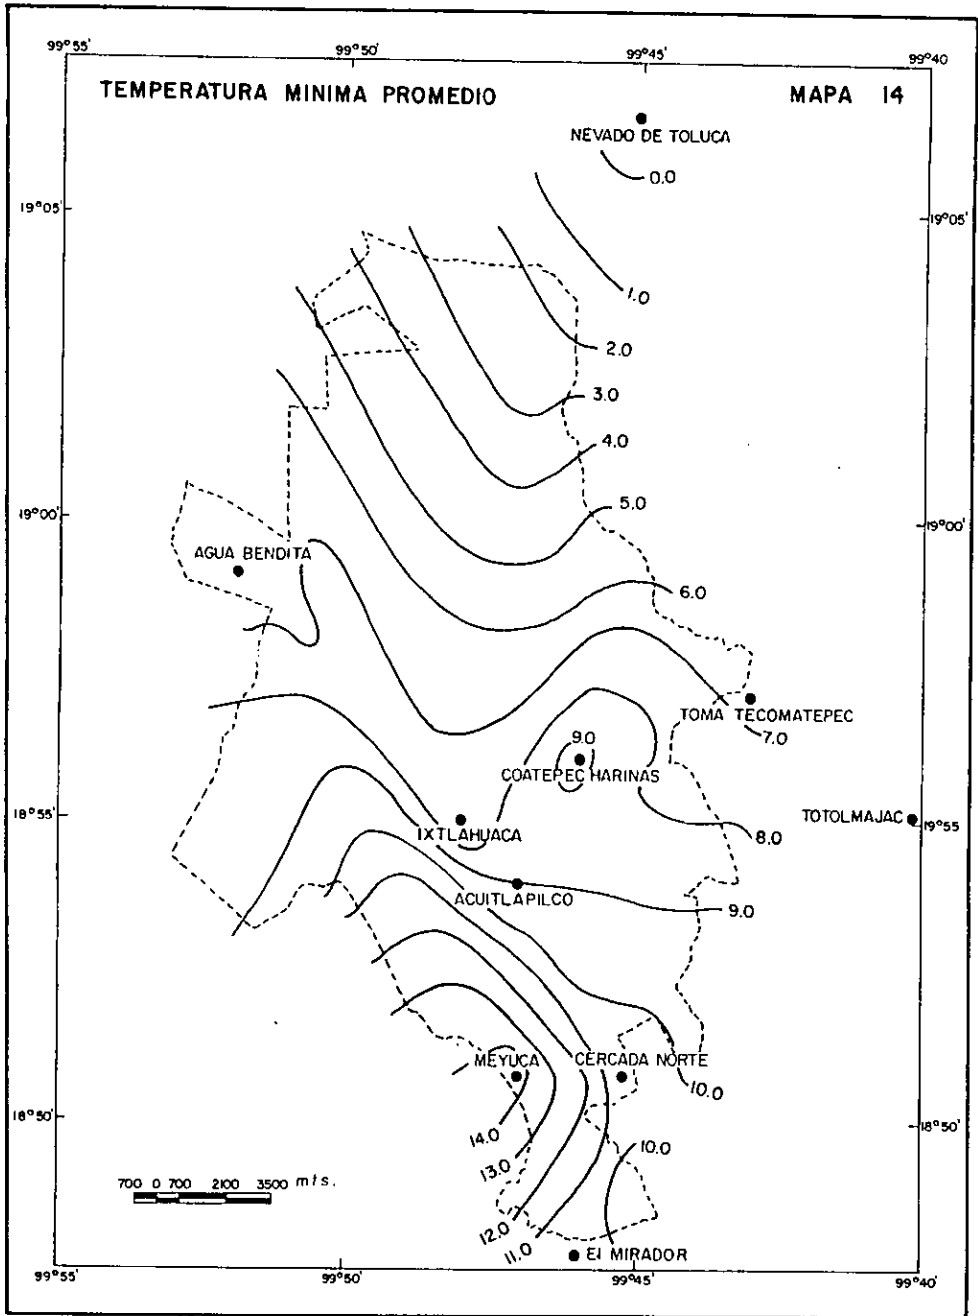 99°55' 99°50' 99°45' 99°40'
TEMPERATURA MINIMA PROMEDIO MAPA 14
NEVADO DE TOLUCA
0.0
19°05' 19°05'
1.0
2.0
3.0
4.0
5.0
19°00' 19°00'
AGUA BENDITA
6.0
TOMA TECOMATEPEC
7.0
9.0
COATEPEC HARINAS
18°55' TOTOLMAJAC 19°55'
IXTLAHUACA 8.0
ACUITLAPILCO
9.0
MEYUCA CERCADA NORTE
10.0
18°50' 18°50'
14.0 10.0
13.0
700 0 700 2100 3500 mts.
12.0
11.0 El MIRADOR
99°55' 99°50' 99°45' 99°40'